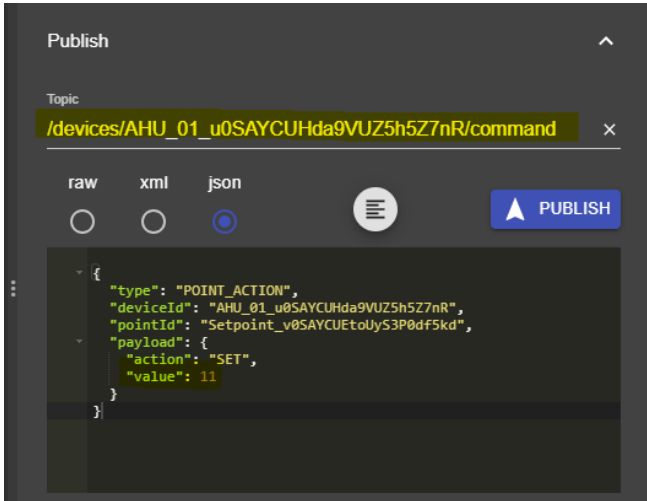 Publish
Topic
/devices/AHU_01_u0SAYCUHda9VUZ5h5Z7nR/command
raw xml json
PUBLISH
{
"type": "POINT_ACTION",
"deviceId": "AHU_01_u0SAYCUHda9VUZ5h5Z7nR",
"pointId": "Setpoint_v0SAYCUEtoUyS3P0df5kd",
"payload": {
"action": "SET",
"value": 11
}
}